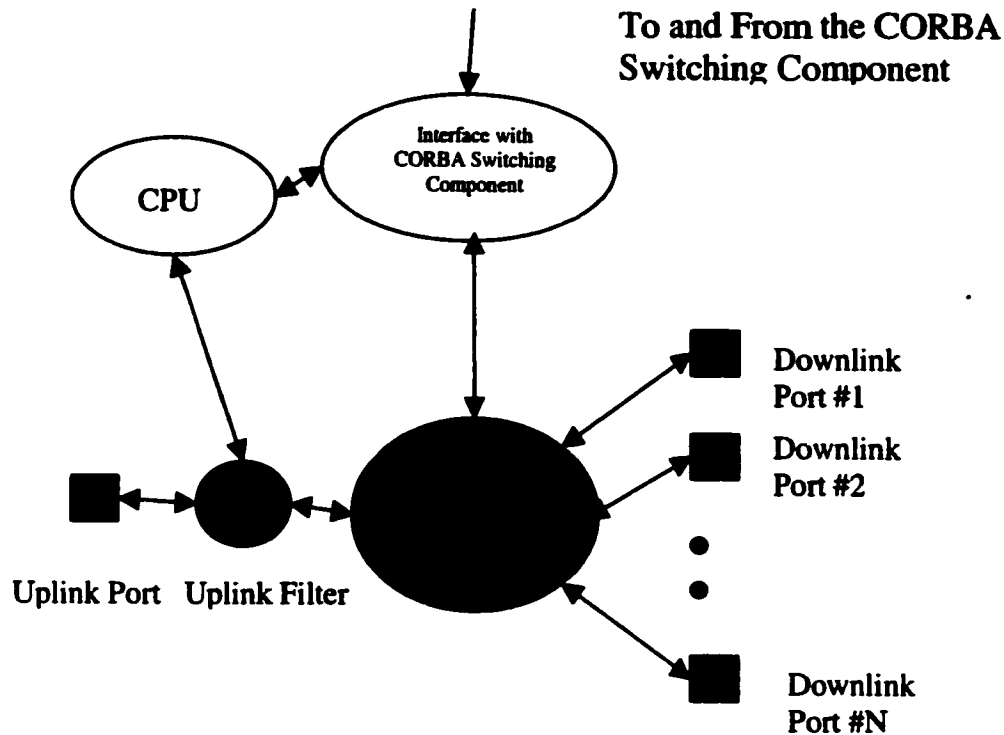 To and From the CORBA
Switching Component
Interface with
CORBA Switching
Component
CPU
Downlink
Port #1
Downlink
Port #2
Uplink Port
Uplink Filter
Downlink
Port #N